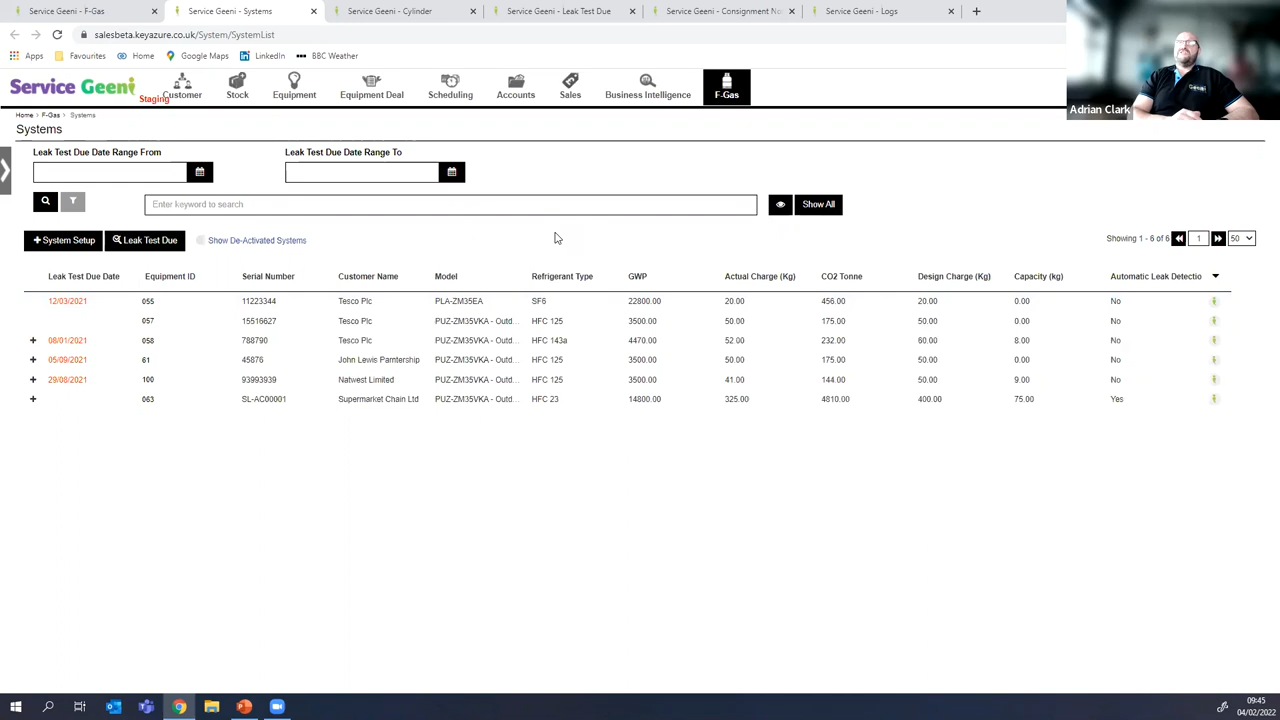 Service Geeni - F-Gas
Service Geeni - Systems
Service Geeni - Cylinder
Service Geeni - Leak Test Due
Service Geeni - Consignment No
Service Geeni - Logs
salesbeta.keyazure.co.uk/System/SystemList
Apps Favourites Home Google Maps LinkedIn BBC Weather
Service Geeni Staging
Customer Stock Equipment Equipment Deal Scheduling Accounts Sales Business Intelligence F-Gas
Adrian Clark
Home > F-Gas > Systems
Systems
Leak Test Due Date Range From Leak Test Due Date Range To
Enter keyword to search Show All
+System Setup Leak Test Due Show De-Activated Systems Showing 1 - 6 of 6 1 50
Leak Test Due Date Equipment ID Serial Number Customer Name Model Refrigerant Type GWP Actual Charge (Kg) CO2 Tonne Design Charge (Kg) Capacity (kg) Automatic Leak Detectio
12/03/2021 055 11223344 Tesco Plc PLA-ZM35EA SF6 22800.00 20.00 456.00 20.00 0.00 No
057 15516627 Tesco Plc PUZ-ZM35VKA - Outd... HFC 125 3500.00 50.00 175.00 50.00 0.00 No
+ 08/01/2021 058 788790 Tesco Plc PUZ-ZM35VKA - Outd... HFC 143a 4470.00 52.00 232.00 60.00 8.00 No
+ 05/09/2021 61 45876 John Lewis Parntership PUZ-ZM35VKA - Outd... HFC 125 3500.00 50.00 175.00 50.00 0.00 No
+ 29/08/2021 100 93993939 Natwest Limited PUZ-ZM35VKA - Outd... HFC 125 3500.00 41.00 144.00 50.00 9.00 No
+ 063 SL-AC00001 Supermarket Chain Ltd PUZ-ZM35VKA - Outd... HFC 23 14800.00 325.00 4810.00 400.00 75.00 Yes
09:45
04/02/2022